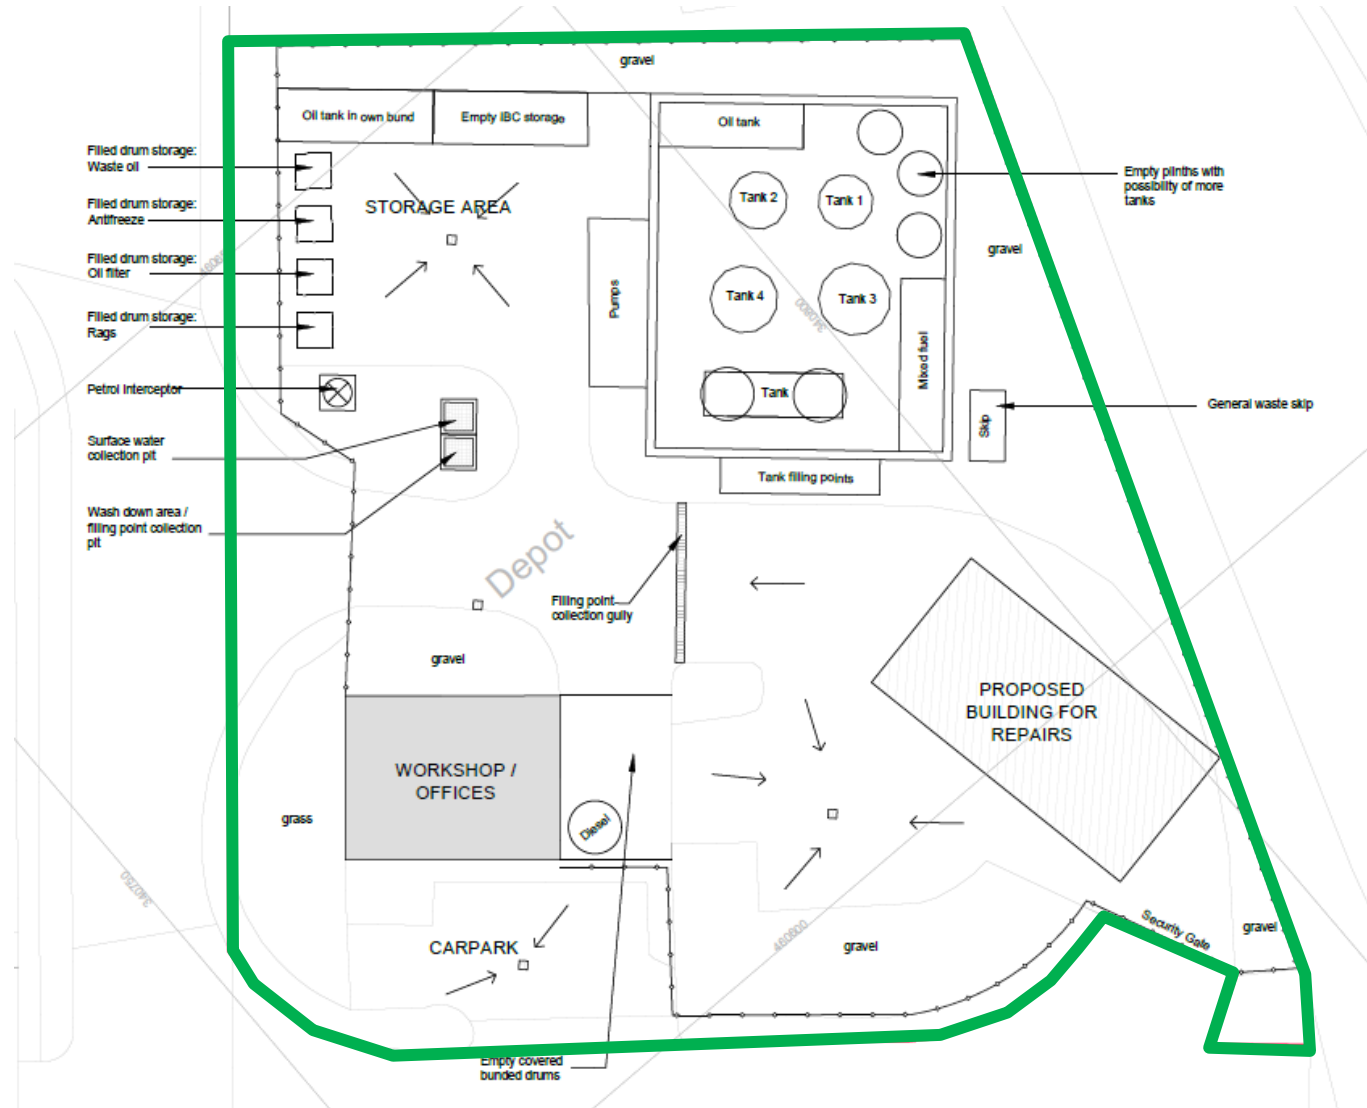 gravel
Oil tank in own bund
Empty IBC storage
Oil tank
Filled drum storage:
Waste oil
Empty plinths with
possibility of more
tanks
Tank 2
Tank 1
STORAGE AREA
Filled drum storage:
Antifreeze
gravel
Filled drum storage:
Oil filter
Pumps
Tank 4
Tank 3
340800
Filled drum storage:
Rags
Mixed fuel
Petrol Interceptor
Tank
General waste skip
Skip
Surface water
collection pit
Tank filling points
Wash down area /
filling point collection
pit
Depot
Filling point
collection gully
gravel
PROPOSED
BUILDING FOR
REPAIRS
WORKSHOP /
OFFICES
grass
Diesel
340750
CARPARK
460600
gravel
Security Gate
gravel
Empty covered
bunded drums